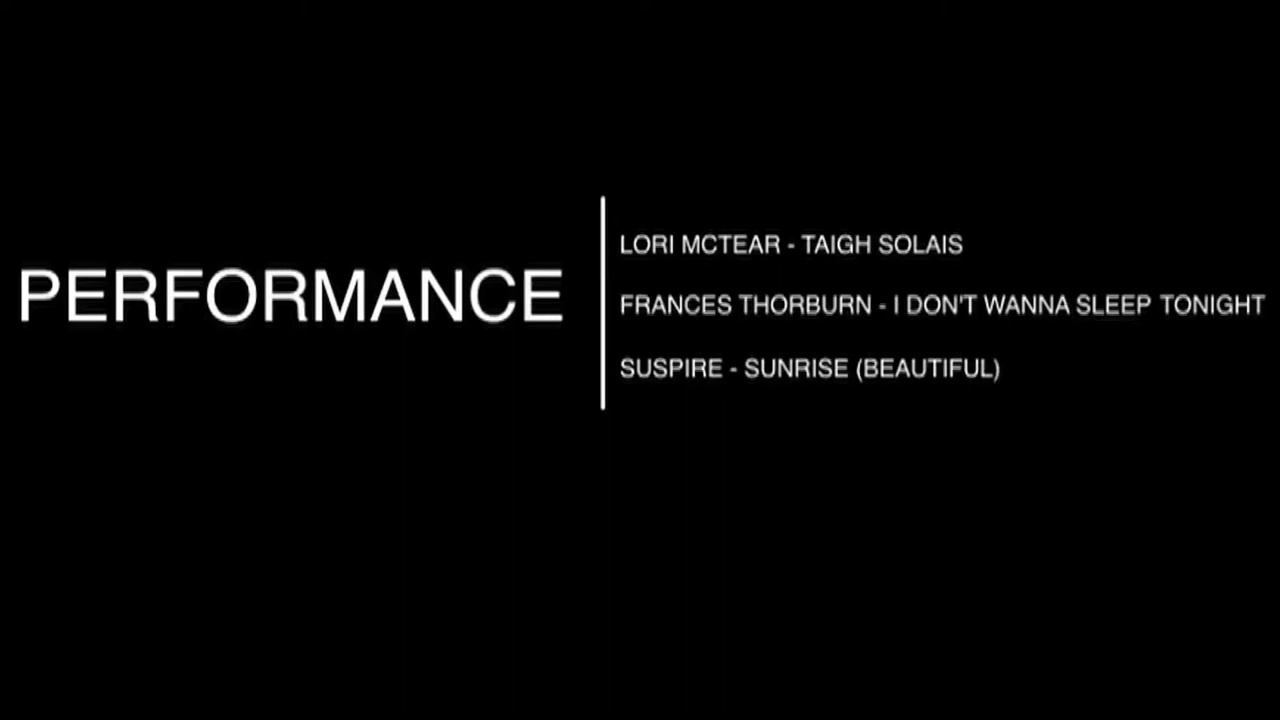 PERFORMANCE
LORI MCTEAR - TAIGH SOLAIS
FRANCES THORBURN - I DON'T WANNA SLEEP TONIGHT
SUSPIRE - SUNRISE (BEAUTIFUL)